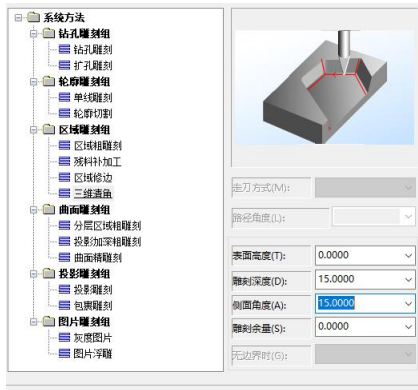 系统方法
钻孔雕刻组
钻孔雕刻
扩孔雕刻
轮廓雕刻组
单线雕刻
轮廓切割
区域雕刻组
区域粗雕刻
残料补加工
区域修边
三维清角
曲面雕刻组
分层区域粗雕刻
投影加深粗雕刻
曲面精雕刻
投影雕刻组
投影雕刻
包裹雕刻
图片雕刻组
灰度图片
图片浮雕
走刀方式(M):
路径角度(L):
表面高度(T): 0.0000
雕刻深度(D): 15.0000
侧面角度(A): 15.0000
雕刻余量(S): 0.0000
无边界时(G):